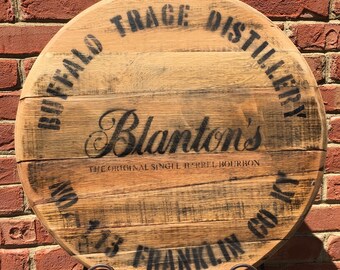 BUFFALO TRACE DISTILLERY
Blanton's
THE ORIGINAL SINGLE BARREL BOURBON
NO. 113 FRANKLIN CO KY